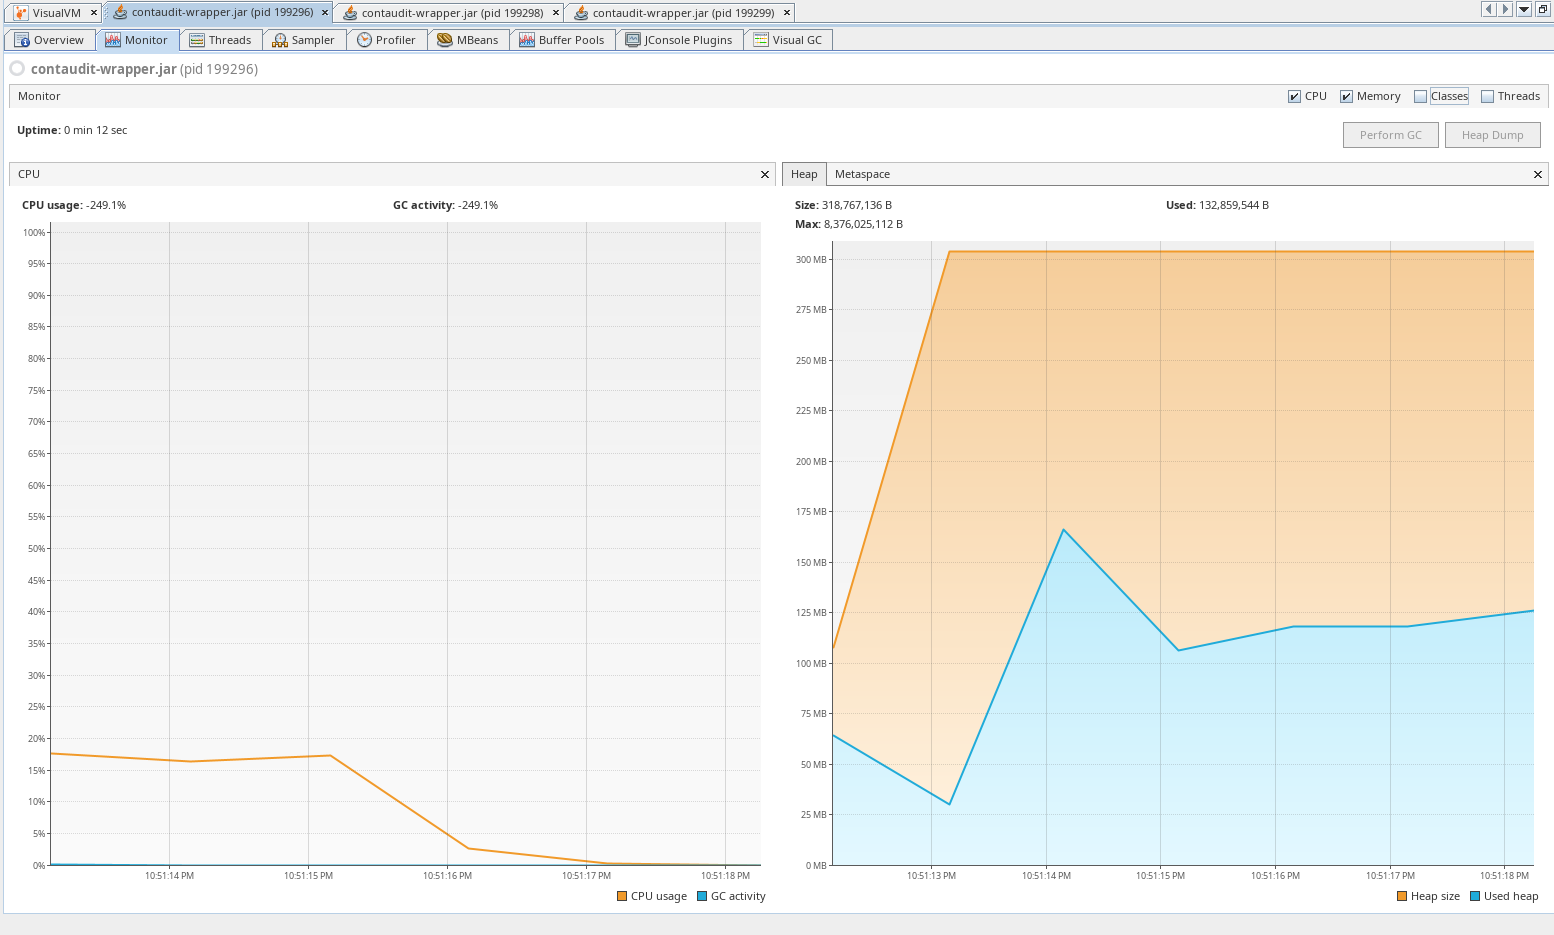 VisualVM contaudit-wrapper.jar (pid 199296) contaudit-wrapper.jar (pid 199298) contaudit-wrapper.jar (pid 199299)
Overview Monitor Threads Sampler Profiler MBeans Buffer Pools JConsole Plugins Visual GC
contaudit-wrapper.jar (pid 199296)
Monitor CPU Memory Classes Threads
Uptime: 0 min 12 sec
Perform GC Heap Dump
CPU
CPU usage: -249.1% GC activity: -249.1%
100%
95%
90%
85%
80%
75%
70%
65%
60%
55%
50%
45%
40%
35%
30%
25%
20%
15%
10%
5%
0%
10:51:14 PM 10:51:15 PM 10:51:16 PM 10:51:17 PM 10:51:18 PM
CPU usage GC activity
Heap Metaspace
Size: 318,767,136 B Used: 132,859,544 B
Max: 8,376,025,112 B
300 MB
275 MB
250 MB
225 MB
200 MB
175 MB
150 MB
125 MB
100 MB
75 MB
50 MB
25 MB
0 MB
10:51:13 PM 10:51:14 PM 10:51:15 PM 10:51:16 PM 10:51:17 PM 10:51:18 PM
Heap size Used heap